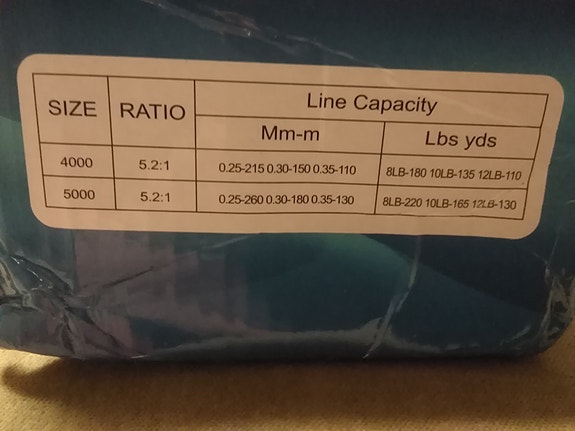 SIZE RATIO Line Capacity
Mm-m Lbs yds
4000 5.2:1 0.25-215 0.30-150 0.35-110 8LB-180 10LB-135 12LB-110
5000 5.2:1 0.25-260 0.30-180 0.35-130 8LB-220 10LB-165 12LB-130